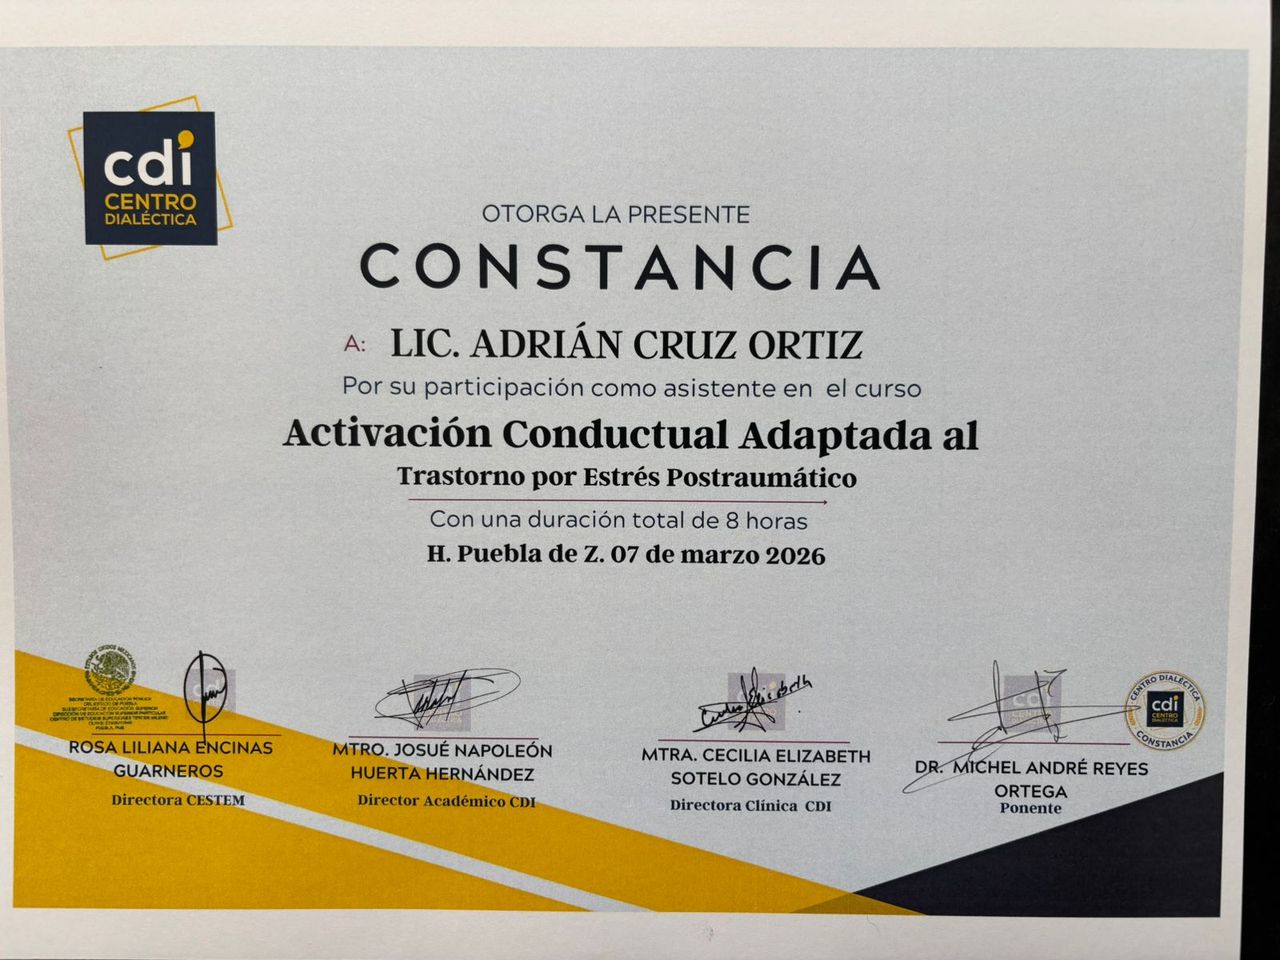 cdi
CENTRO
DIALÉCTICA
OTORGA LA PRESENTE
CONSTANCIA
A: LIC. ADRIÁN CRUZ ORTIZ
Por su participación como asistente en el curso
Activación Conductual Adaptada al
Trastorno por Estrés Postraumático
Con una duración total de 8 horas
H. Puebla de Z. 07 de marzo 2026
ROSA LILIANA ENCINAS
GUARNEROS
Directora CESTEM
MTRO. JOSUÉ NAPOLEÓN
HUERTA HERNÁNDEZ
Director Académico CDI
MTRA. CECILIA ELIZABETH
SOTELO GONZÁLEZ
Directora Clínica CDI
DR. MICHEL ANDRÉ REYES
ORTEGA
Ponente
CENTRO DIALÉCTICA
cdi
CENTRO
DIALÉCTICA
CONSTANCIA